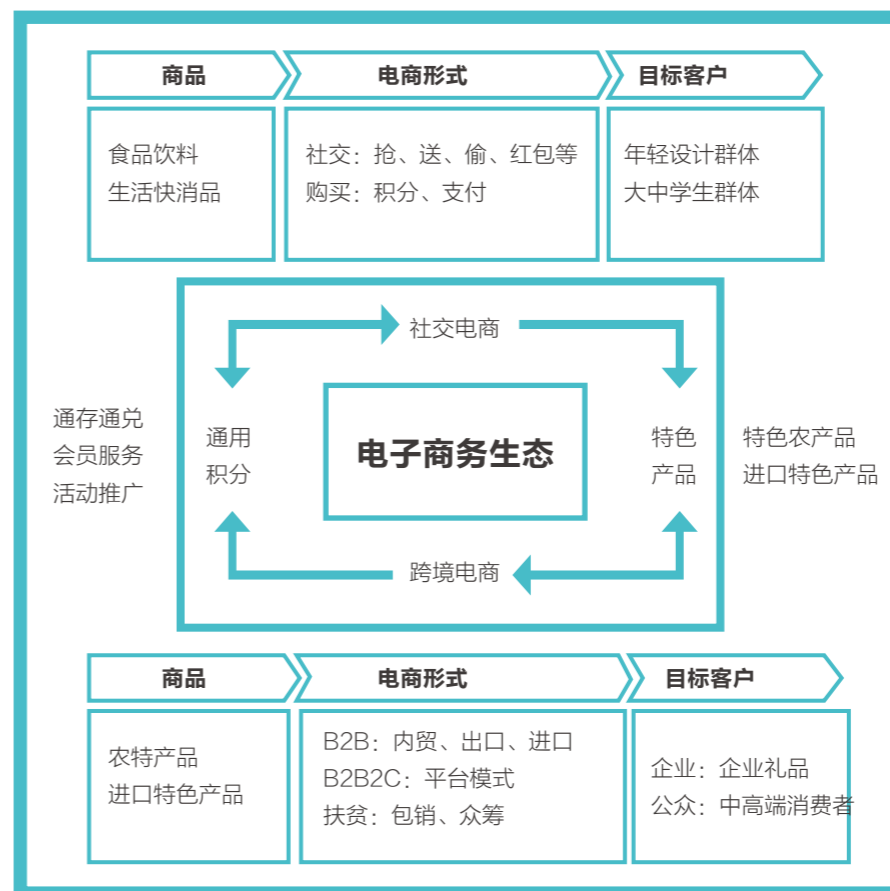 商品
电商形式
目标客户
食品饮料
生活快消品
社交：抢、送、偷、红包等
购买：积分、支付
年轻设计群体
大中学生群体
社交电商
通存通兑
会员服务
活动推广
通用
积分
电子商务生态
特色
产品
特色农产品
进口特色产品
跨境电商
商品
电商形式
目标客户
农特产品
进口特色产品
B2B：内贸、出口、进口
B2B2C：平台模式
扶贫：包销、众筹
企业：企业礼品
公众：中高端消费者